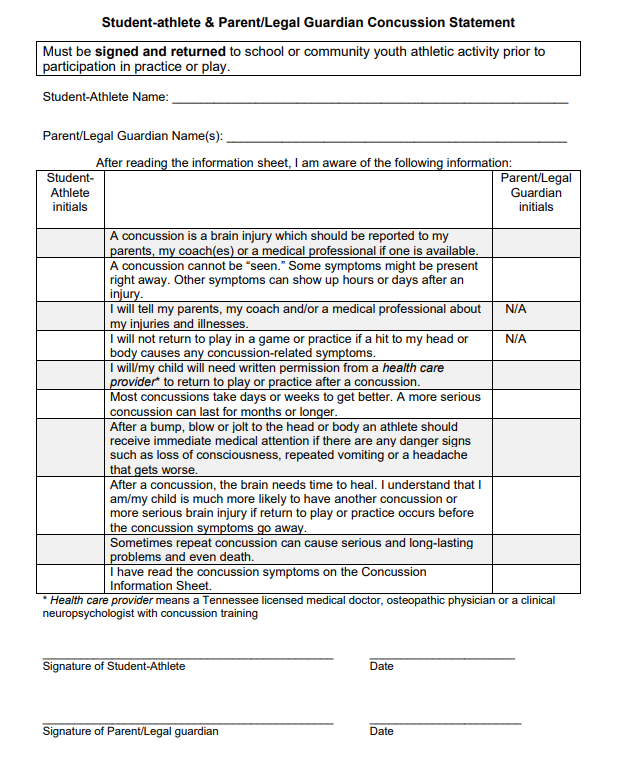 Student-athlete & Parent/Legal Guardian Concussion Statement
Must be signed and returned to school or community youth athletic activity prior to
participation in practice or play.
Student-Athlete Name: ___________________________________________________________
Parent/Legal Guardian Name(s): ___________________________________________________
After reading the information sheet, I am aware of the following information:
Student-
Athlete
initials
Parent/Legal
Guardian
initials
A concussion is a brain injury which should be reported to my
parents, my coach(es) or a medical professional if one is available.
A concussion cannot be “seen.” Some symptoms might be present
right away. Other symptoms can show up hours or days after an
injury.
I will tell my parents, my coach and/or a medical professional about
my injuries and illnesses.
N/A
I will not return to play in a game or practice if a hit to my head or
body causes any concussion-related symptoms.
N/A
I will/my child will need written permission from a health care
provider* to return to play or practice after a concussion.
Most concussions take days or weeks to get better. A more serious
concussion can last for months or longer.
After a bump, blow or jolt to the head or body an athlete should
receive immediate medical attention if there are any danger signs
such as loss of consciousness, repeated vomiting or a headache
that gets worse.
After a concussion, the brain needs time to heal. I understand that I
am/my child is much more likely to have another concussion or
more serious brain injury if return to play or practice occurs before
the concussion symptoms go away.
Sometimes repeat concussion can cause serious and long-lasting
problems and even death.
I have read the concussion symptoms on the Concussion
Information Sheet.
* Health care provider means a Tennessee licensed medical doctor, osteopathic physician or a clinical
neuropsychologist with concussion training
Signature of Student-Athlete
Date
Signature of Parent/Legal guardian
Date